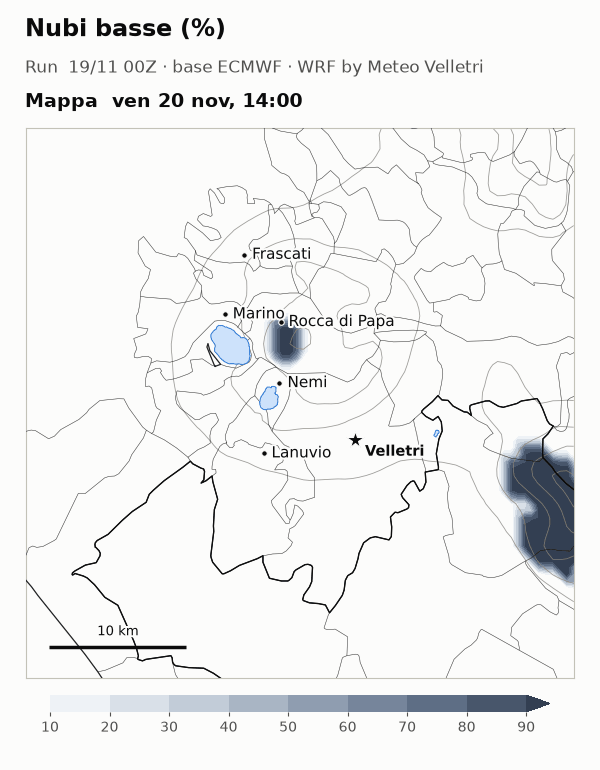 Nubi basse (%)
Run  19/11 00Z · base ECMWF · WRF by Meteo Velletri
Mappa  ven 20 nov, 14:00
Frascati
Marino
Rocca di Papa
Nemi
Velletri
Lanuvio
10 km
10 20 30 40 50 60 70 80 90